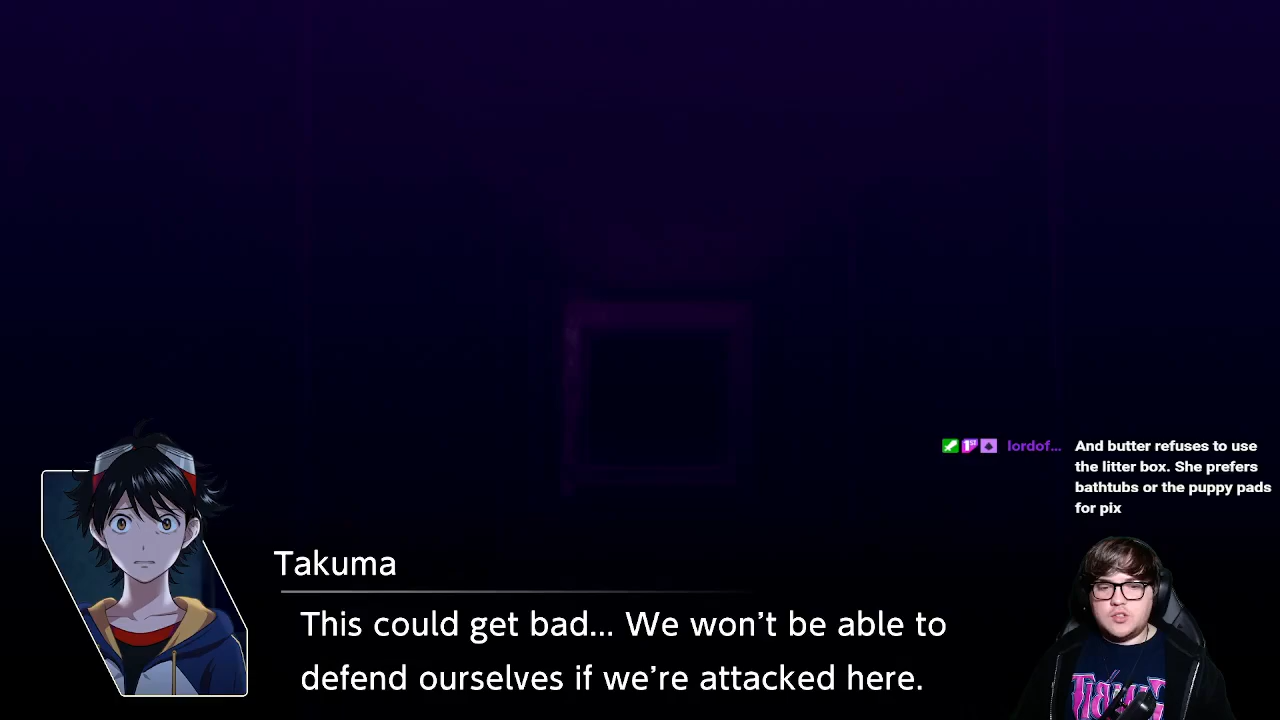 lordof...
And butter refuses to use
the litter box. She prefers
bathtubs or the puppy pads
for pix
Takuma
This could get bad... We won't be able to
defend ourselves if we're attacked here.